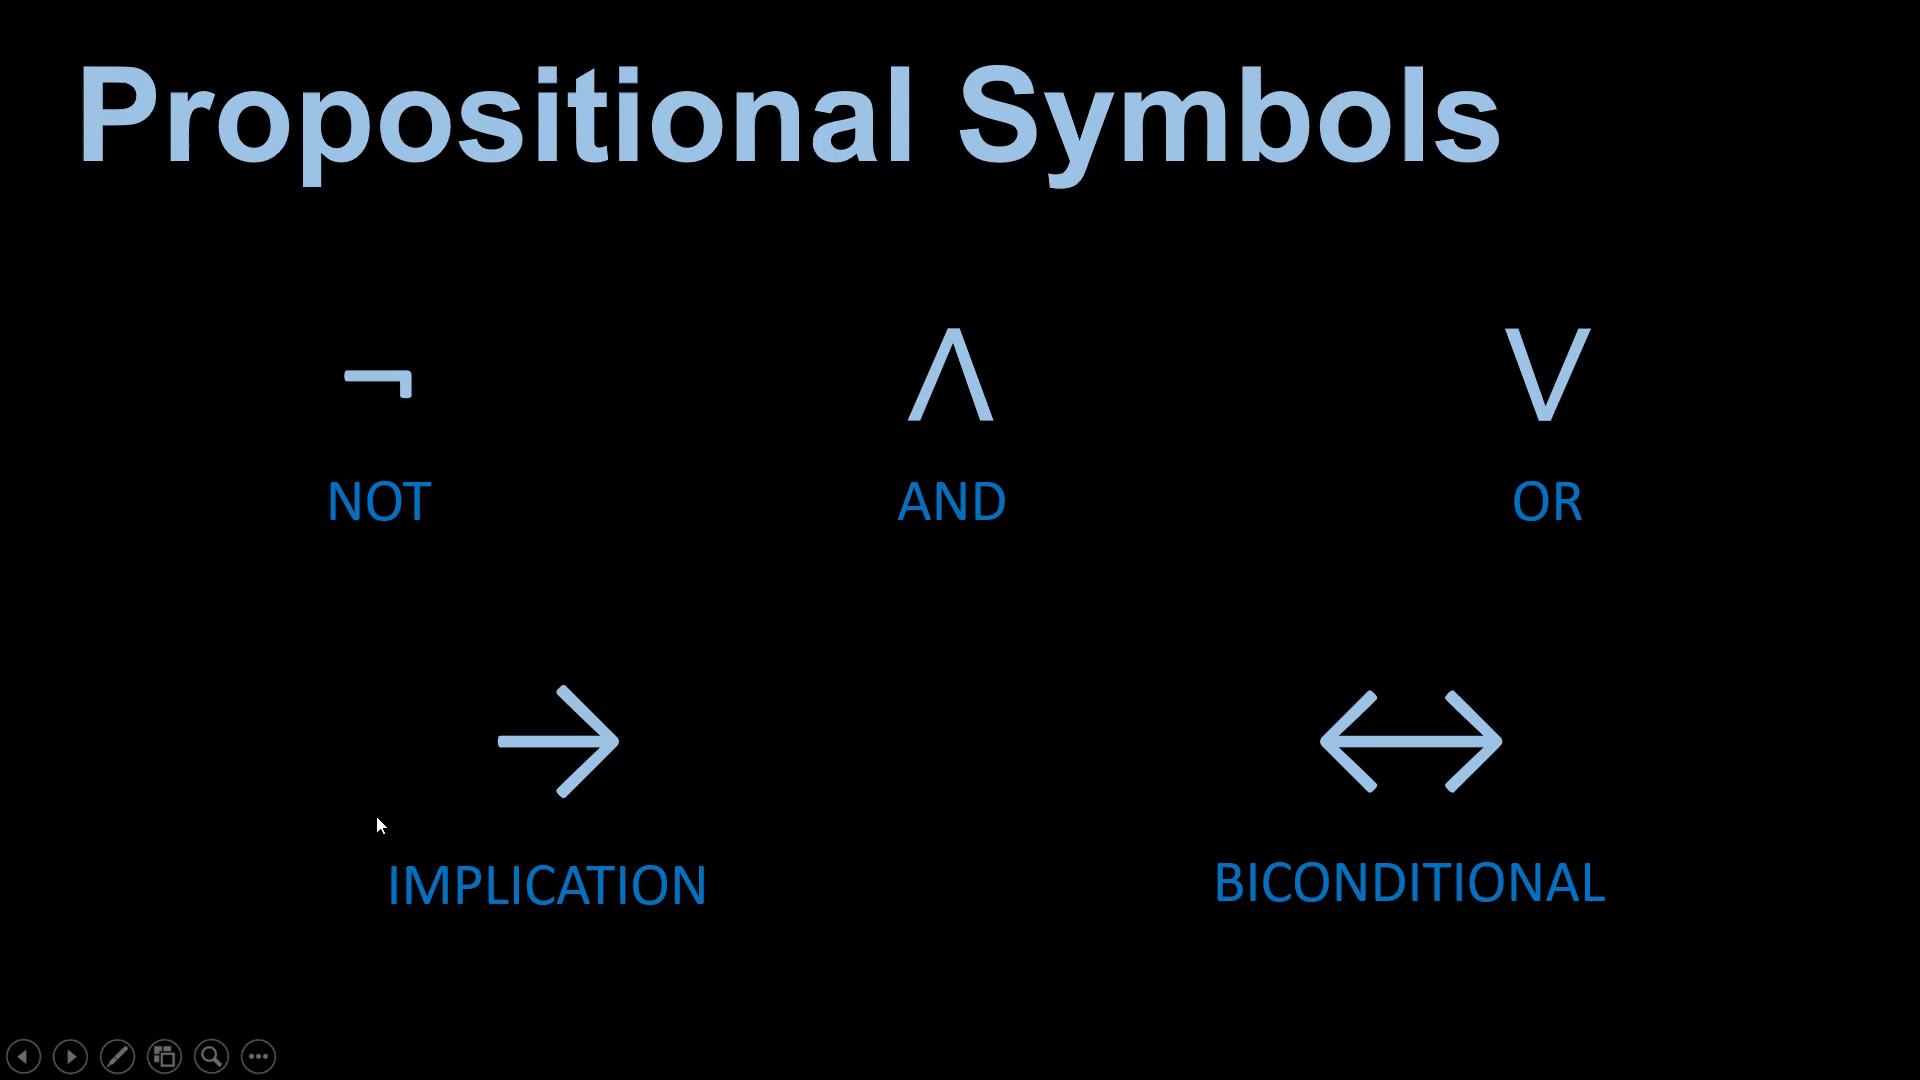 Propositional Symbols
¬ Λ V
NOT AND OR
→ ↔
IMPLICATION BICONDITIONAL